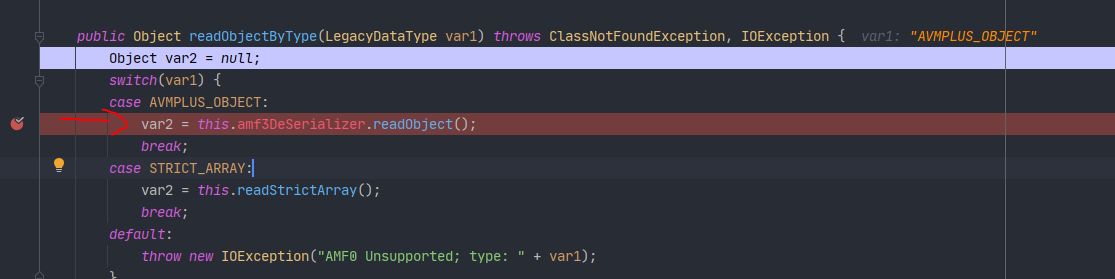 public Object readObjectByType(LegacyDataType var1) throws ClassNotFoundException, IOException {  var1: "AVMPLUS_OBJECT"
Object var2 = null;
switch(var1) {
case AVMPLUS_OBJECT:
var2 = this.amf3DeSerializer.readObject();
break;
case STRICT_ARRAY:
var2 = this.readStrictArray();
break;
default:
throw new IOException("AMF0 Unsupported; type: " + var1);
}